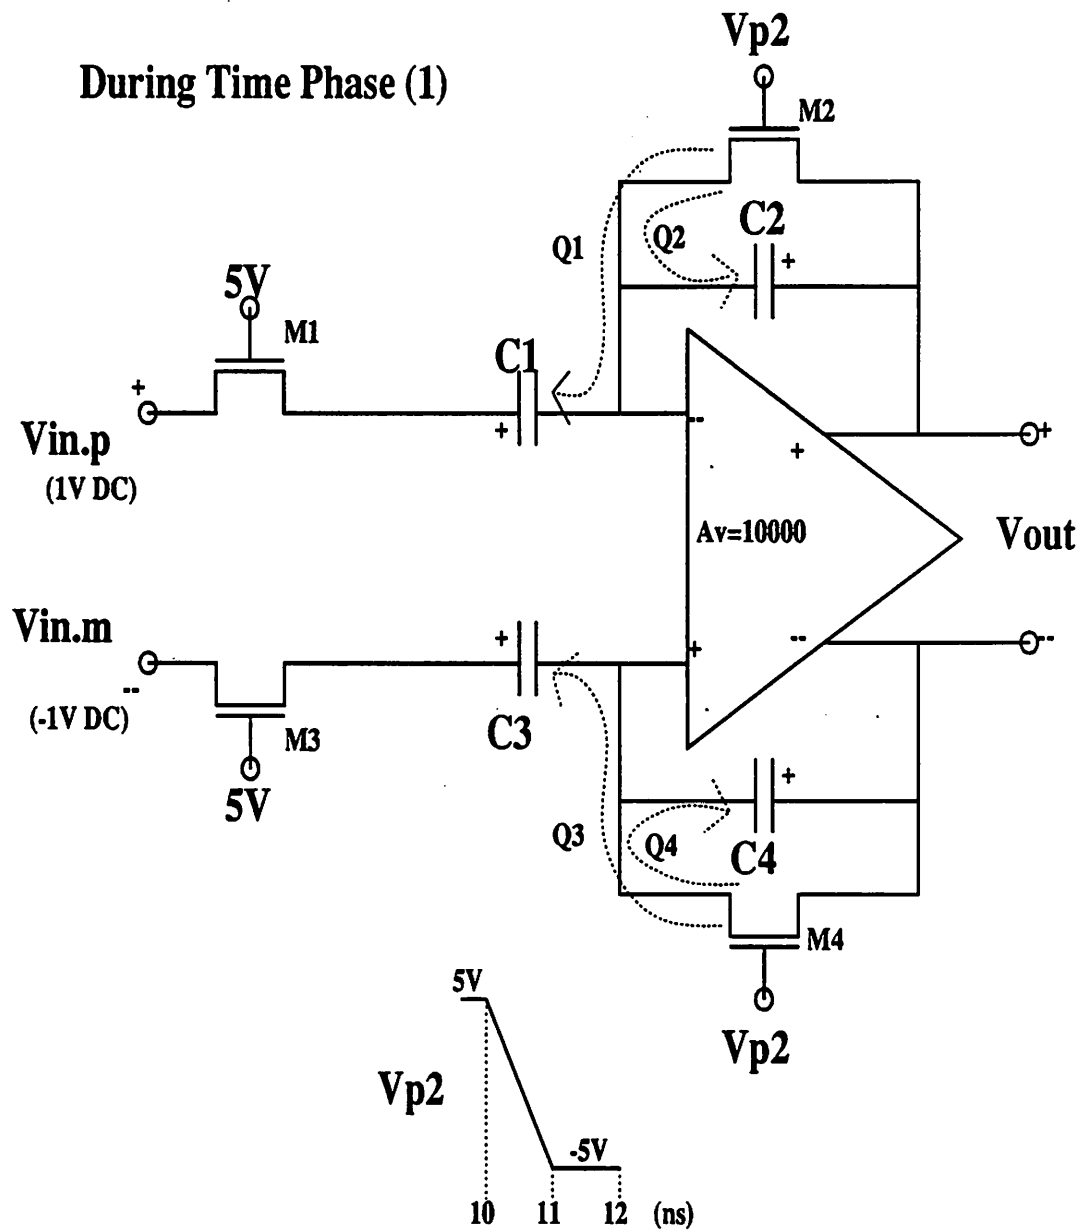 Vp2
During Time Phase (1)
M2
C2
+
Q1
Q2
5V
M1
C1
+
+
--
+
+
Vin.p
(1V DC)
Av=10000
Vout
Vin.m
+
+
--
--
--
(-1V DC)
M3
C3
5V
+
Q3
Q4
C4
M4
5V
Vp2
Vp2
-5V
10 11 12 (ns)